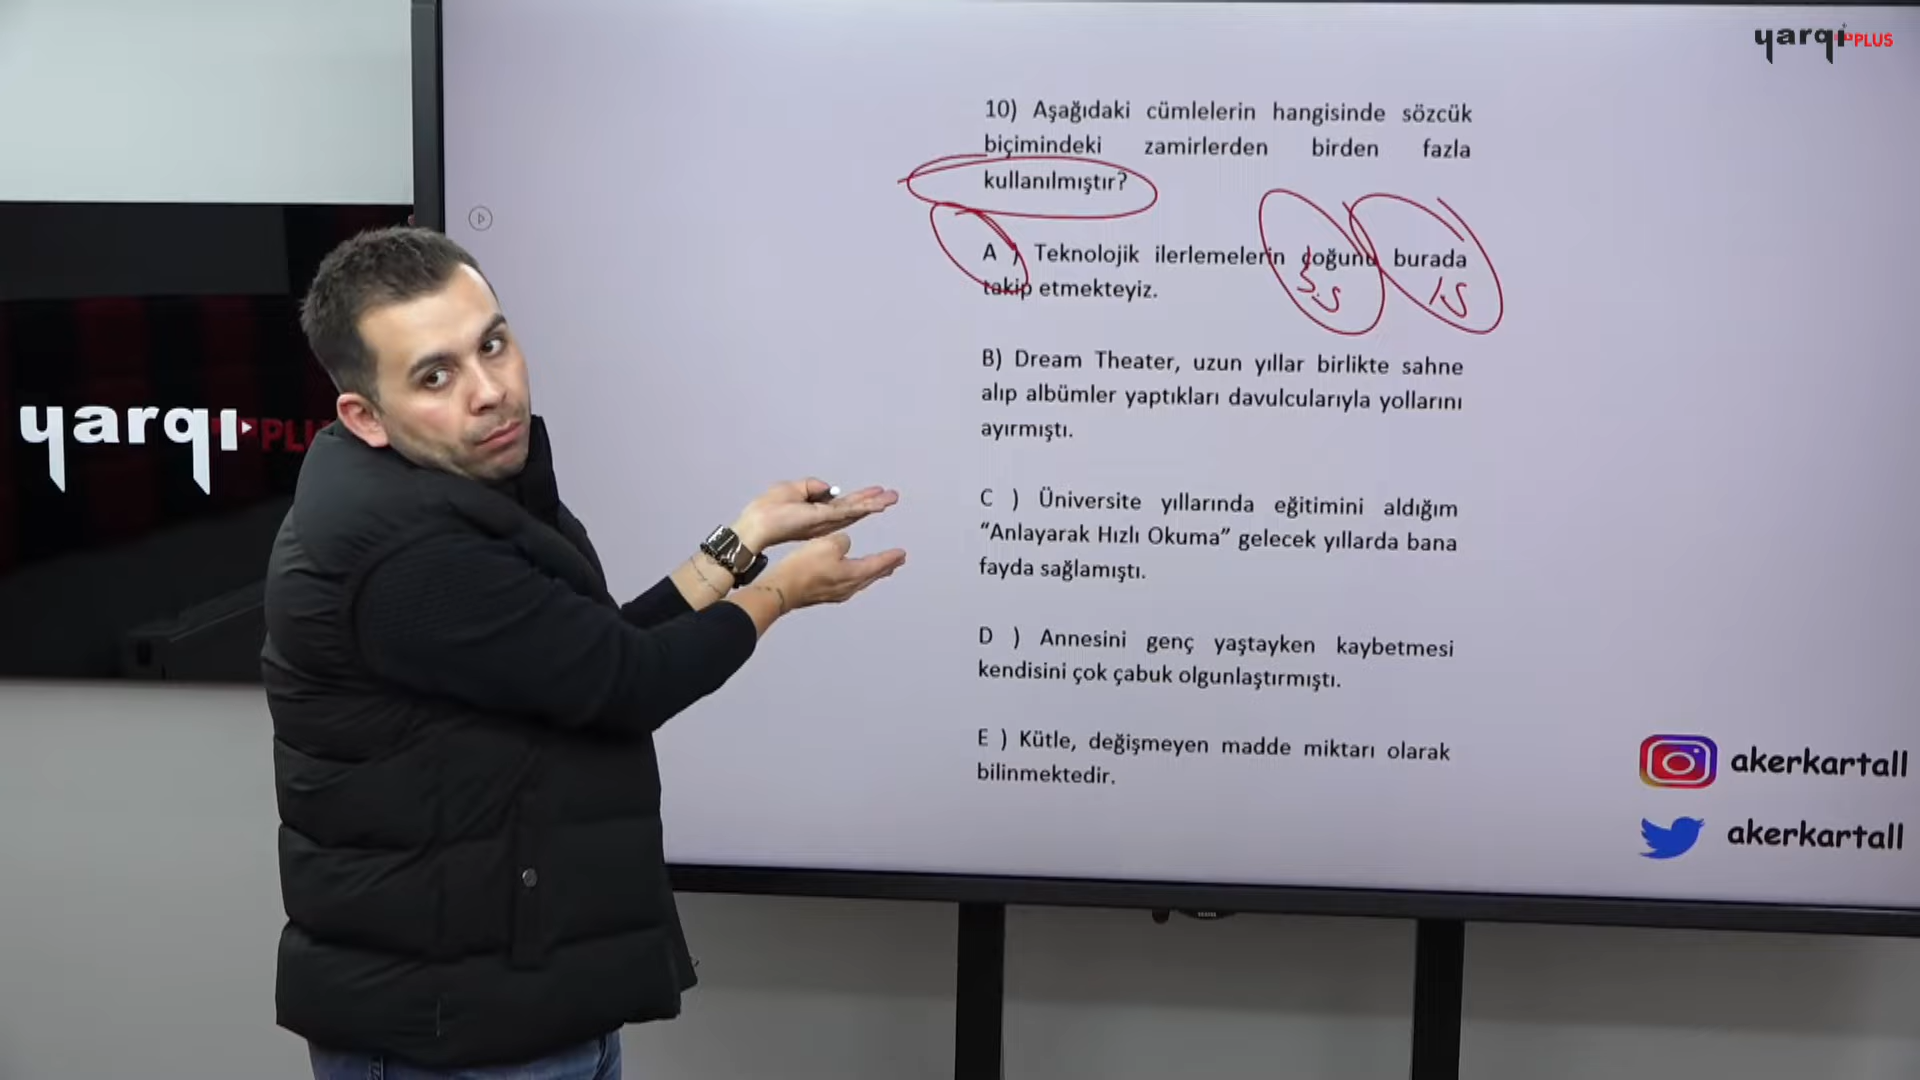 yarqı PLUS
10) Aşağıdaki cümlelerin hangisinde sözcük
biçimindeki zamirlerden birden fazla
kullanılmıştır?
A ) Teknolojik ilerlemelerin çoğunu burada
takip etmekteyiz.
B) Dream Theater, uzun yıllar birlikte sahne
alıp albümler yaptıkları davulcularıyla yollarını
ayırmıştı.
C ) Üniversite yıllarında eğitimini aldığım
“Anlayarak Hızlı Okuma” gelecek yıllarda bana
fayda sağlamıştı.
D ) Annesini genç yaştayken kaybetmesi
kendisini çok çabuk olgunlaştırmıştı.
E ) Kütle, değişmeyen madde miktarı olarak
bilinmektedir.
yarqı PLU
akerkartall
akerkartall